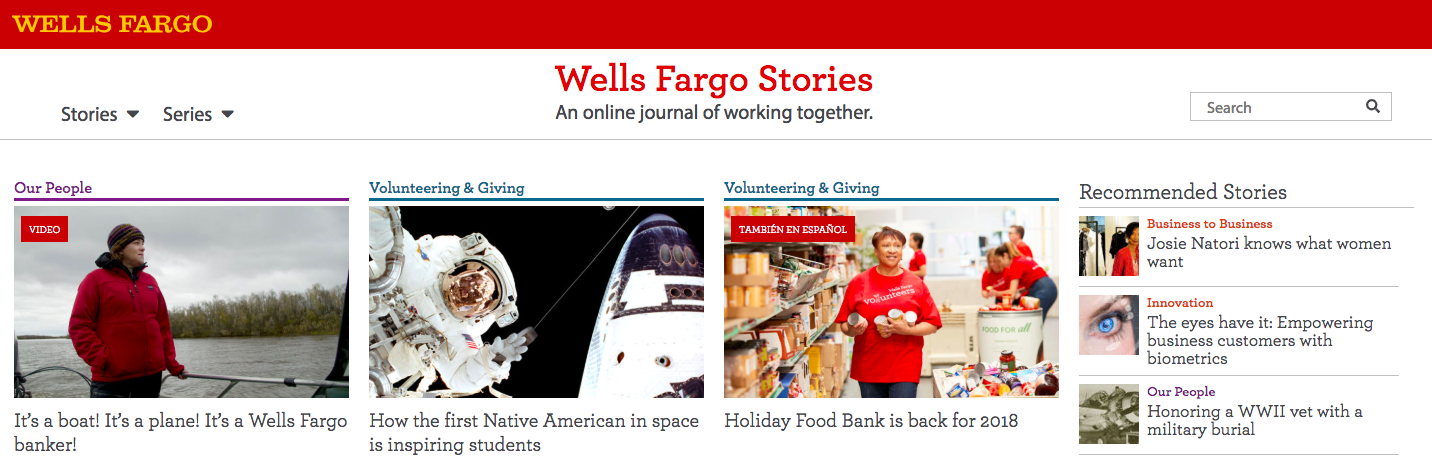 WELLS FARGO
Wells Fargo Stories
An online journal of working together.
Stories
Series
Search
Our People
VIDEO
It's a boat! It's a plane! It's a Wells Fargo
banker!
Volunteering & Giving
How the first Native American in space
is inspiring students
Volunteering & Giving
TAMBIÉN EN ESPAÑOL
Wells Fargo
volunteers
FOOD FOR all
Holiday Food Bank is back for 2018
Recommended Stories
Business to Business
Josie Natori knows what women
want
Innovation
The eyes have it: Empowering
business customers with
biometrics
Our People
Honoring a WWII vet with a
military burial